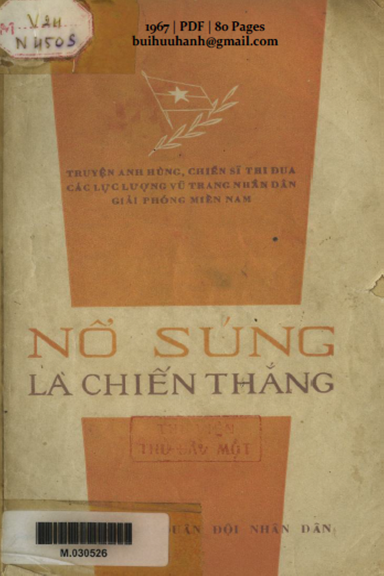 V24
N 4505
1967 | PDF | 80 Pages
buihuuhanh@gmail.com
TRUYỆN ANH HÙNG, CHIẾN SĨ THI ĐUA
CÁC LỰC LƯỢNG VŨ TRANG NHÂN DÂN
GIẢI PHÓNG MIỀN NAM
NỔ SÚNG
LÀ CHIẾN THẮNG
THƯ VIỆN
THỦ DẦU MỘT
QUÂN ĐỘI NHÂN DÂN
M.030526